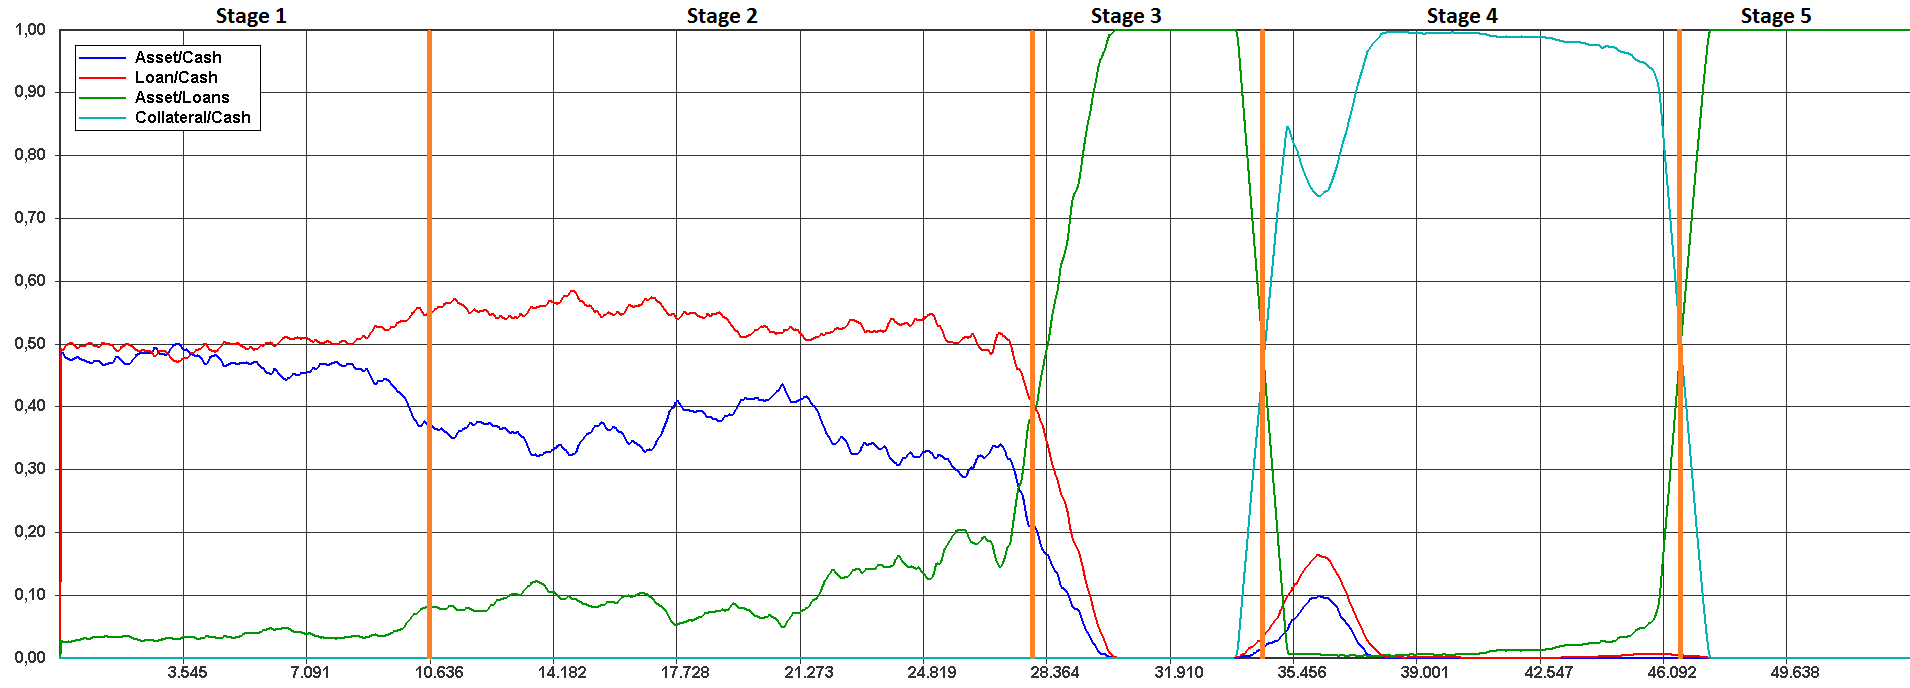 Stage 1 Stage 2 Stage 3 Stage 4 Stage 5
1,00
Asset/Cash
Loan/Cash
Asset/Loans
Collateral/Cash
0,90
0,80
0,70
0,60
0,50
0,40
0,30
0,20
0,10
0,00
3.545 7.091 10.636 14.182 17.728 21.273 24.819 28.364 31.910 35.456 39.001 42.547 46.092 49.638